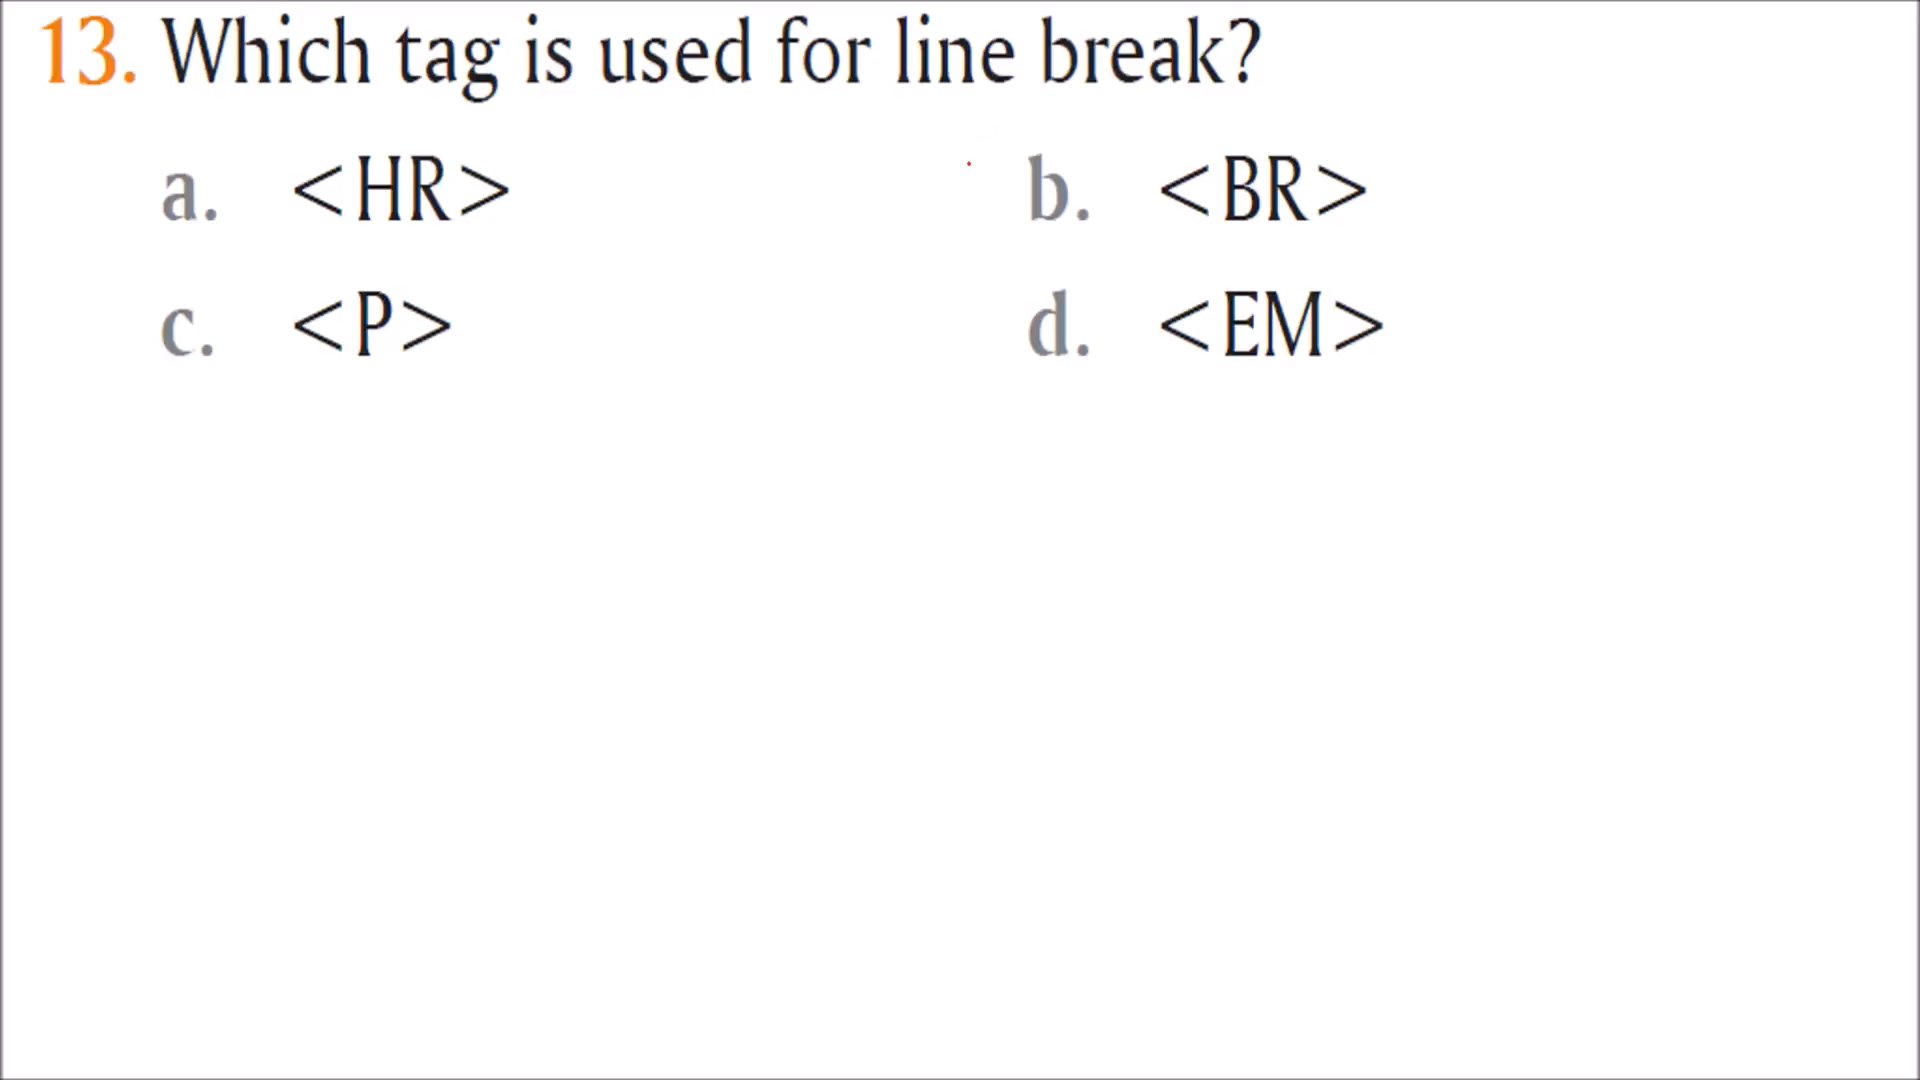 13. Which tag is used for line break?
a. <HR> b. <BR>
c. <P> d. <EM>